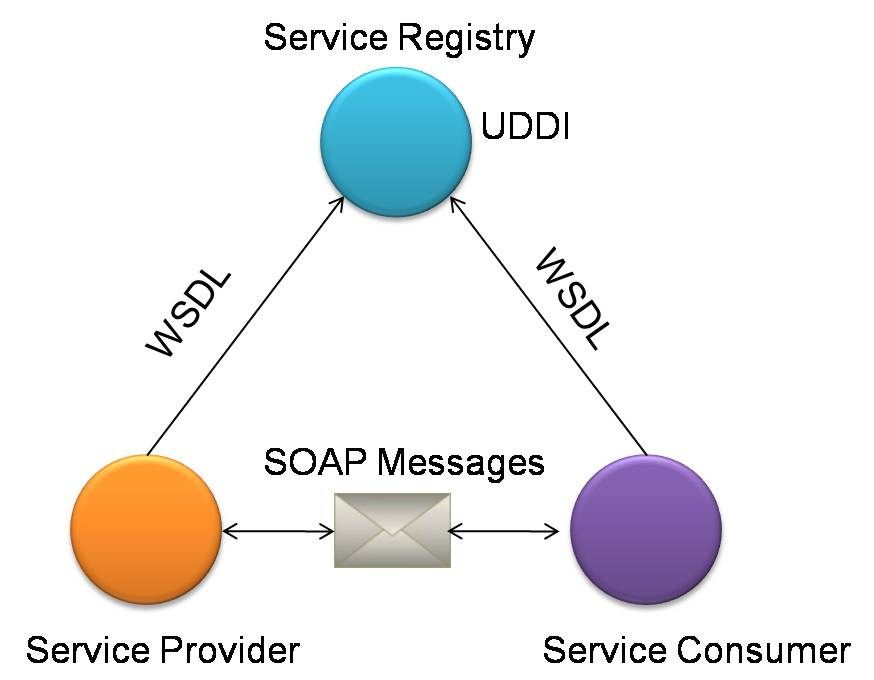 Service Registry
UDDI
WSDL
WSDL
SOAP Messages
Service Provider
Service Consumer